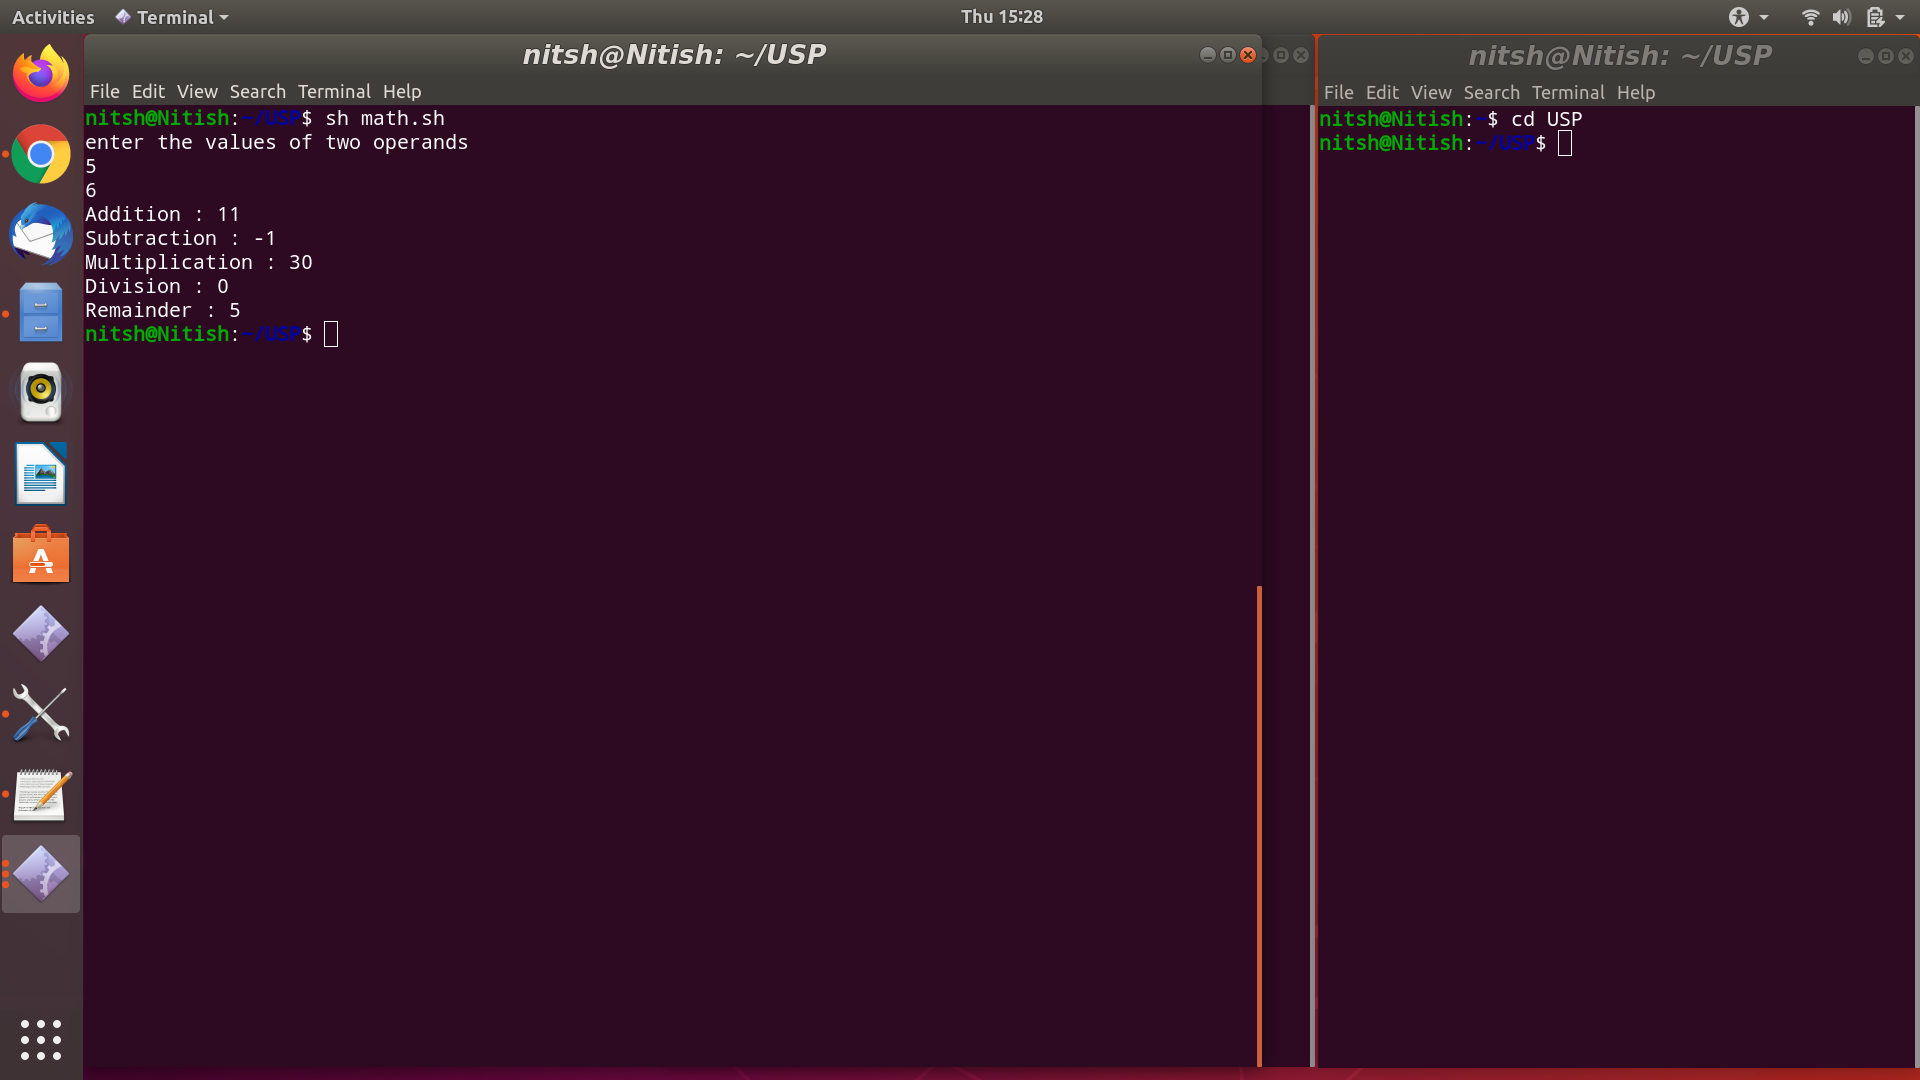 Activities Terminal Thu 15:28
nitsh@Nitish: ~/USP
File Edit View Search Terminal Help
nitsh@Nitish:~/USP$ sh math.sh
enter the values of two operands
5
6
Addition : 11
Subtraction : -1
Multiplication : 30
Division : 0
Remainder : 5
nitsh@Nitish:~/USP$
nitsh@Nitish: ~/USP
File Edit View Search Terminal Help
nitsh@Nitish:~$ cd USP
nitsh@Nitish:~/USP$